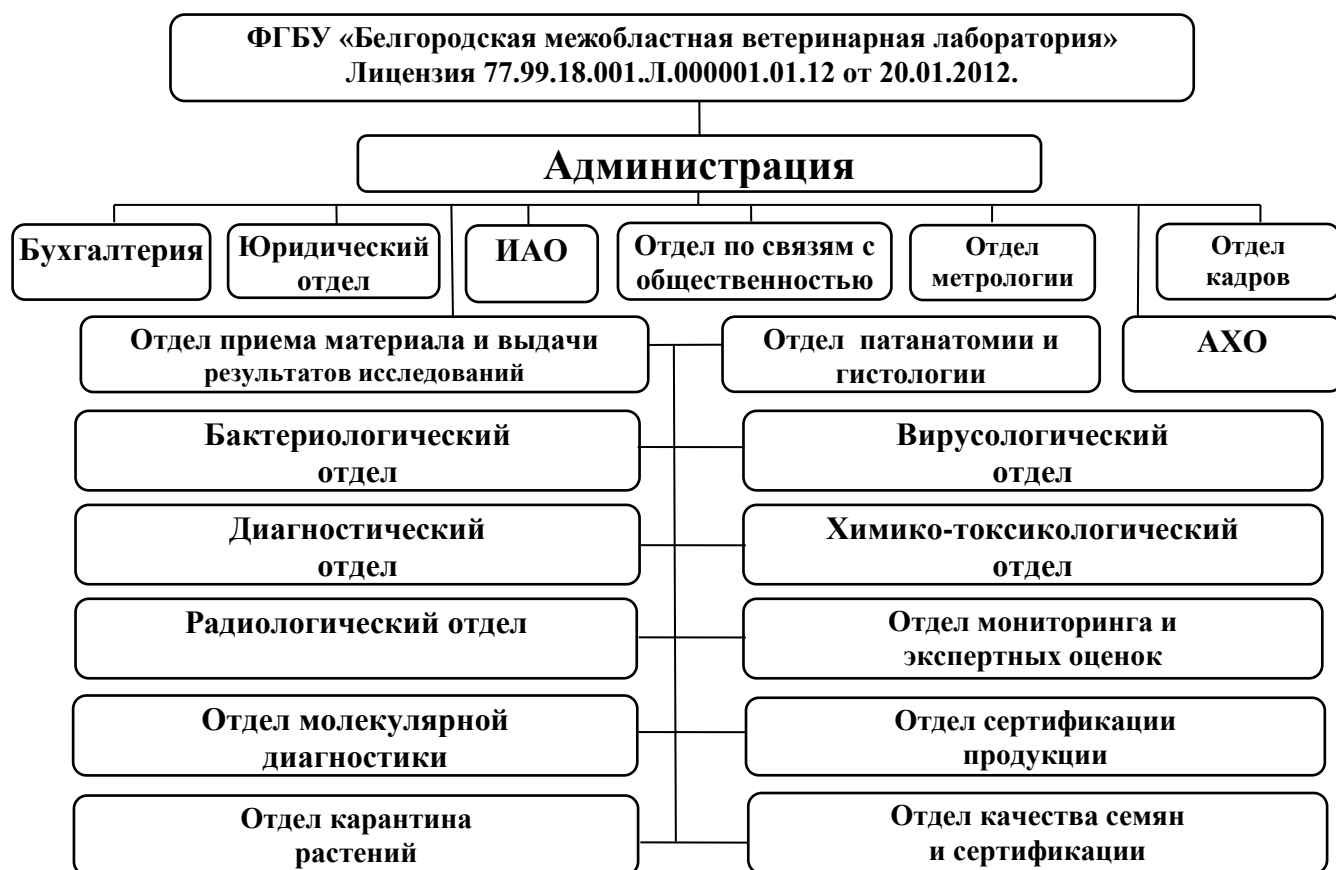 ФГБУ «Белгородская межобластная ветеринарная лаборатория»
Лицензия 77.99.18.001.Л.000001.01.12 от 20.01.2012.
Администрация
Бухгалтерия
Юридический
отдел
ИАО
Отдел по связям с
общественностью
Отдел
метрологии
Отдел
кадров
Отдел приема материала и выдачи
результатов исследований
Отдел патанатомии и
гистологии
АХО
Бактериологический
отдел
Вирусологический
отдел
Диагностический
отдел
Химико-токсикологический
отдел
Радиологический отдел
Отдел мониторинга и
экспертных оценок
Отдел молекулярной
диагностики
Отдел сертификации
продукции
Отдел карантина
растений
Отдел качества семян
и сертификации